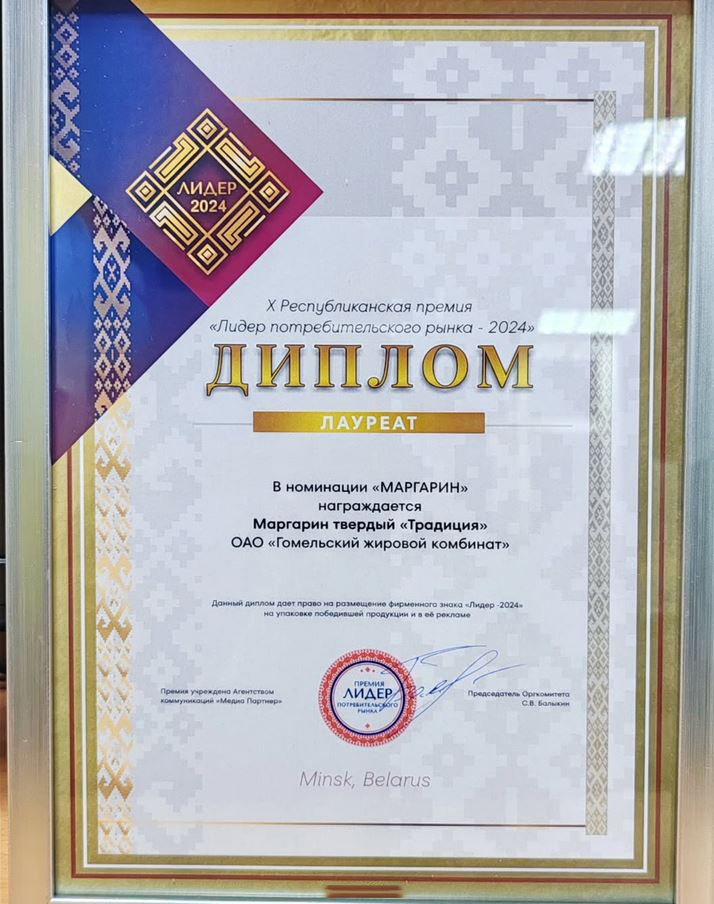 ЛИДЕР
2024
X Республиканская премия
«Лидер потребительского рынка - 2024»
ДИПЛОМ
ЛАУРЕАТ
В номинации «МАРГАРИН»
награждается
Маргарин твердый «Традиция»
ОАО «Гомельский жировой комбинат»
Данный диплом дает право на размещение фирменного знака «Лидер -2024»
на упаковке победившей продукции и в её рекламе
Премия учреждена Агентством
коммуникаций «Медиа Партнер»
ПРЕМИЯ
ЛИДЕР
ПОТРЕБИТЕЛЬСКОГО
РЫНКА
Председатель Оргкомитета
С.В. Балыкин
Minsk, Belarus